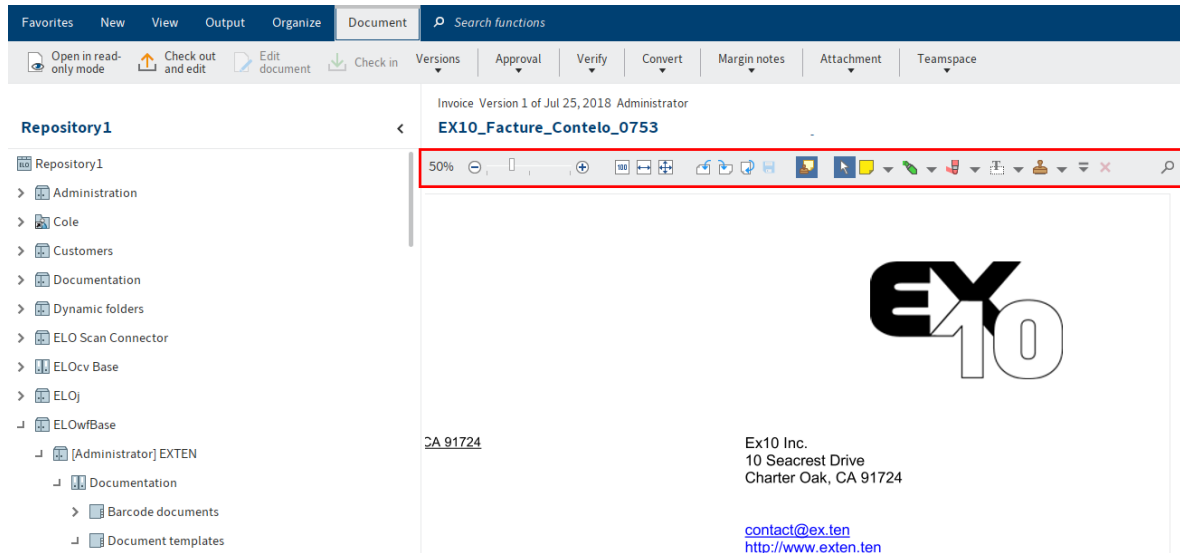 Favorites New View Output Organize Document Search functions
Open in read-only mode Check out and edit Edit document Check in Versions Approval Verify Convert Margin notes Attachment Teamspace
Invoice Version 1 of Jul 25, 2018 Administrator
Repository1
EX10_Facture_Contelo_0753
50%
100
T
Repository1
Administration
Cole
Customers
Documentation
Dynamic folders
ELO Scan Connector
ELOcv Base
ELOj
ELOwfBase
[Administrator] EXTEN
Documentation
Barcode documents
Document templates
EX
10
CA 91724
Ex10 Inc.
10 Seacrest Drive
Charter Oak, CA 91724
contact@ex.ten
http://www.exten.ten